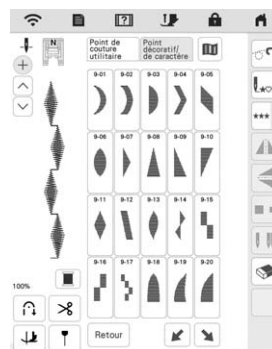 N
Point de
couture
utilitaire
Point
décoratif/
de caractère
9-01 9-02 9-03 9-04 9-05
9-06 9-07 9-08 9-09 9-10
9-11 9-12 9-13 9-14 9-15
9-16 9-17 9-18 9-19 9-20
100%
Retour